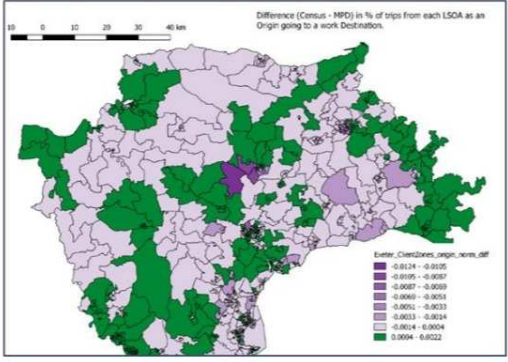 Difference (Census - MPD) in % of trips from each LSOA as an
Origin going to a work Destination.
10 0 10 20 30 40 km
Exeter_ClientZones_origin_norm_diff
-0.0124 - -0.0105
-0.0105 - -0.0087
-0.0087 - -0.0069
-0.0069 - -0.0051
-0.0051 - -0.0033
-0.0033 - -0.0014
-0.0014 - 0.0004
0.0004 - 0.0022